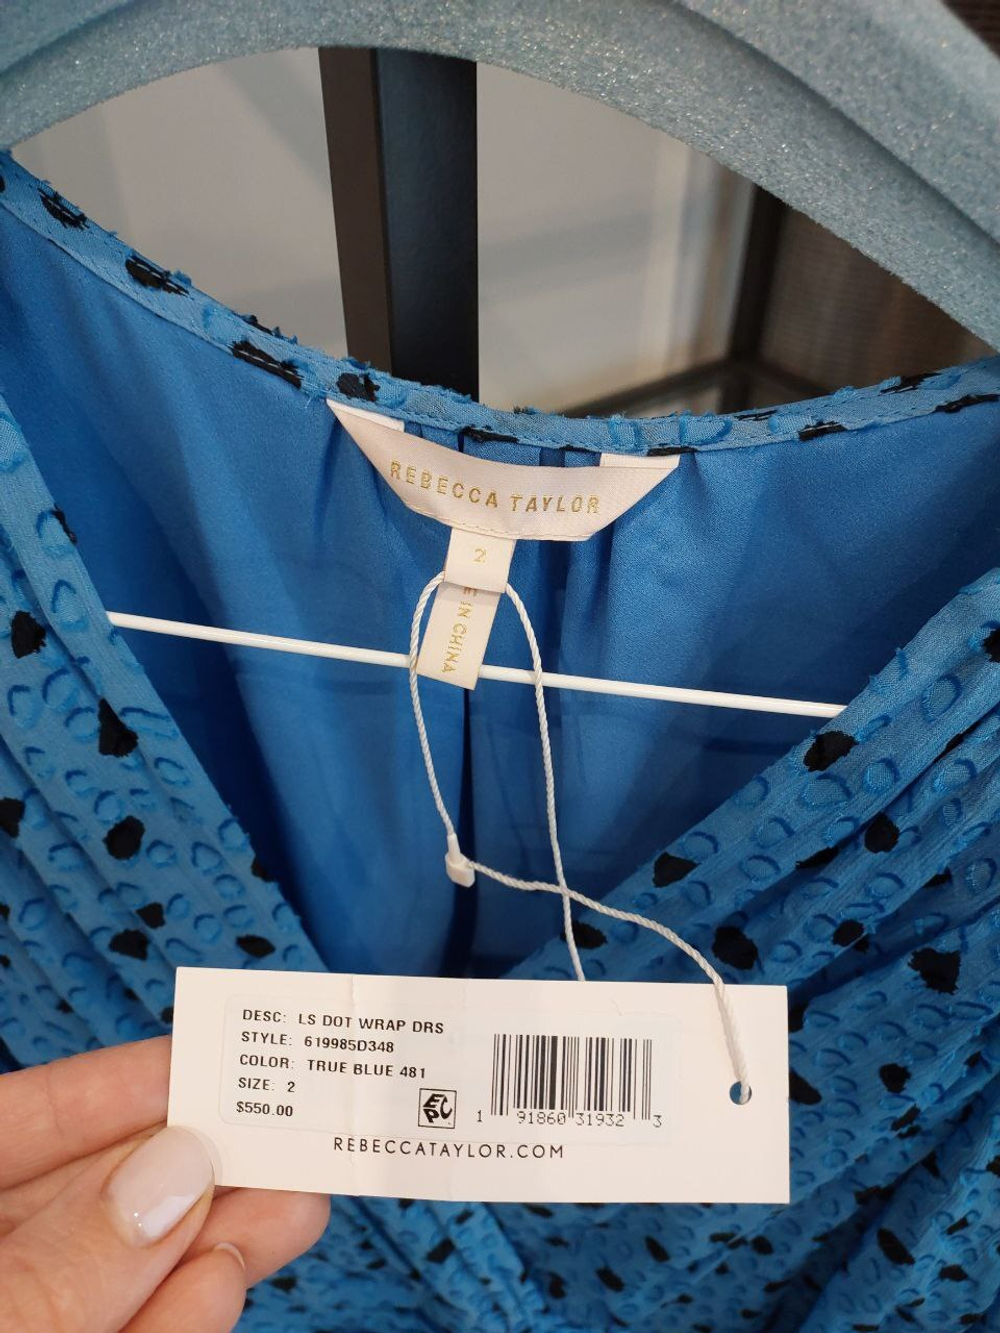 REBECCA TAYLOR
2
IN CHINA
DESC: LS DOT WRAP DRS
STYLE: 619985D348
COLOR: TRUE BLUE 481
SIZE: 2
$550.00
EPC
1 91860 31932 3
REBECCATAYLOR.COM